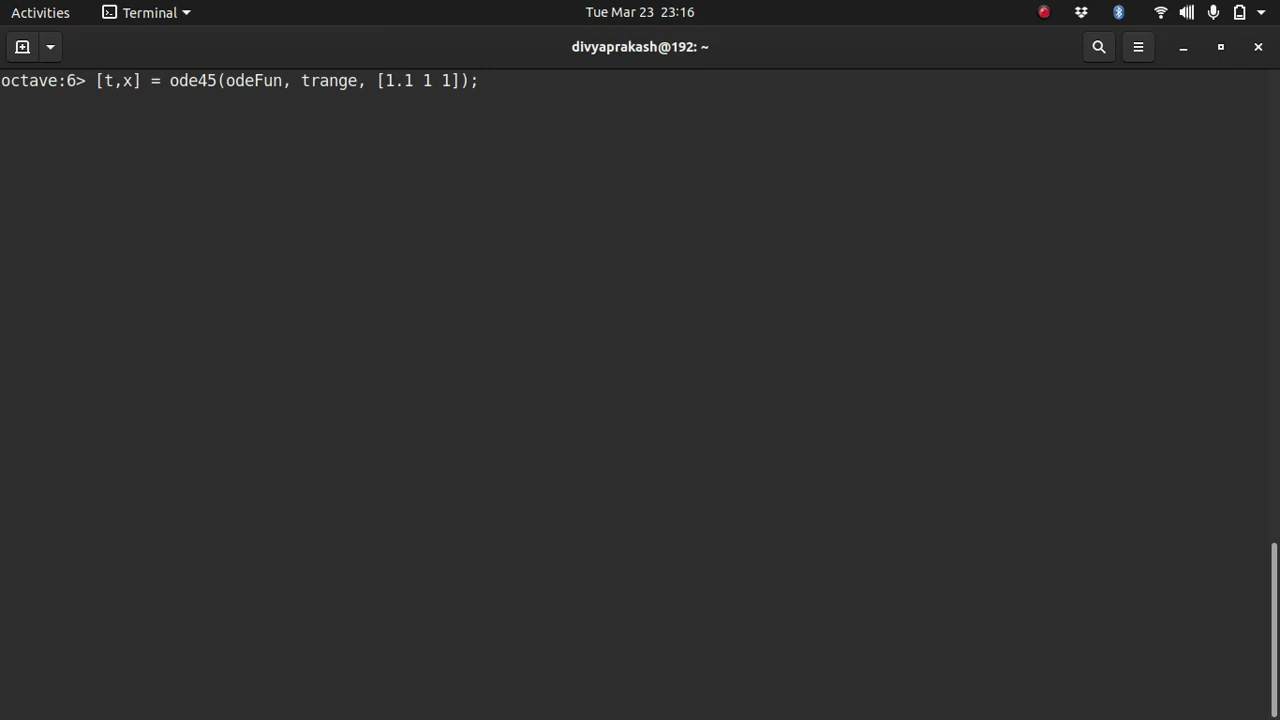 Activities Terminal Tue Mar 23 23:16
divyaprakash@192: ~
octave:6> [t,x] = ode45(odeFun, trange, [1.1 1 1]);